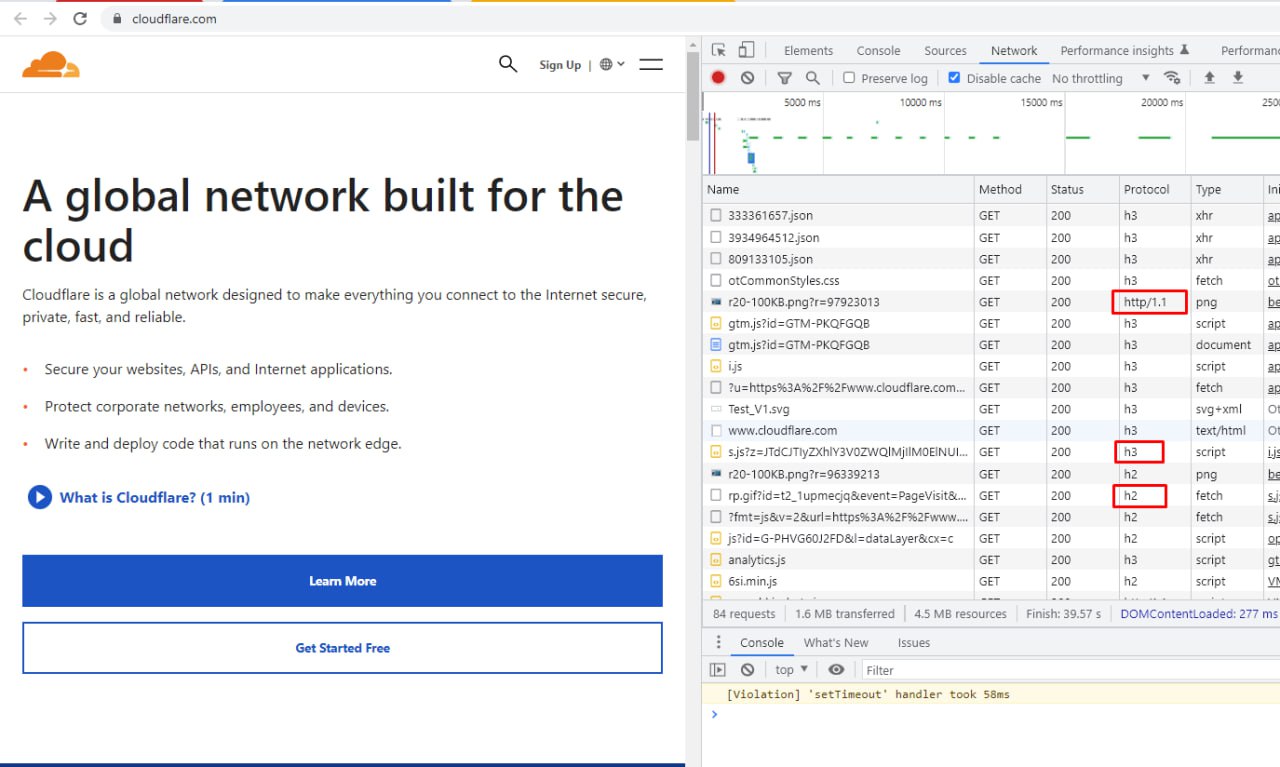 cloudflare.com
Sign Up |
A global network built for the
cloud
Cloudflare is a global network designed to make everything you connect to the Internet secure,
private, fast, and reliable.
• Secure your websites, APIs, and Internet applications.
• Protect corporate networks, employees, and devices.
• Write and deploy code that runs on the network edge.
What is Cloudflare? (1 min)
Learn More
Get Started Free
Elements Console Sources Network Performance insights Performanc
Preserve log Disable cache No throttling
5000 ms 10000 ms 15000 ms 20000 ms 2500
Name Method Status Protocol Type Ini
333361657.json GET 200 h3 xhr ap
3934964512.json GET 200 h3 xhr ap
809133105.json GET 200 h3 xhr ap
otCommonStyles.css GET 200 h3 fetch ot
r20-100KB.png?r=97923013 GET 200 http/1.1 png be
gtm.js?id=GTM-PKQFGQB GET 200 h3 script ap
gtm.js?id=GTM-PKQFGQB GET 200 h3 document ap
i.js GET 200 h3 script ap
?u=https%3A%2F%2Fwww.cloudflare.com... GET 200 h3 fetch ap
Test_V1.svg GET 200 h3 svg+xml Ot
www.cloudflare.com GET 200 h3 text/html Ot
GET 200 h3 script i.js
r20-100KB.png?r=96339213 GET 200 h2 png be
rp.gif?id=t2_1upmecjq&event=PageVisit&... GET 200 h2 fetch s.js
?fmt=js&v=2&url=https%3A%2F%2Fwww.... GET 200 h2 fetch s.js
js?id=G-PHVG60J2FD&l=dataLayer&cx=c GET 200 h2 script op
analytics.js GET 200 h3 script gt
6si.min.js GET 200 h2 script VM
84 requests 1.6 MB transferred 4.5 MB resources Finish: 39.57 s DOMContentLoaded: 277 ms
Console What's New Issues
top Filter
[Violation] 'setTimeout' handler took 58ms